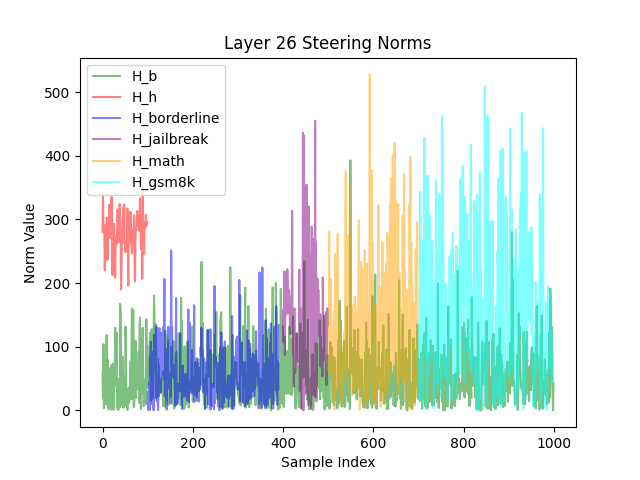 Layer 26 Steering Norms
H_b
H_h
H_borderline
H_jailbreak
H_math
H_gsm8k
500
400
300
200
100
0
Norm Value
0
200
400
600
800
1000
Sample Index